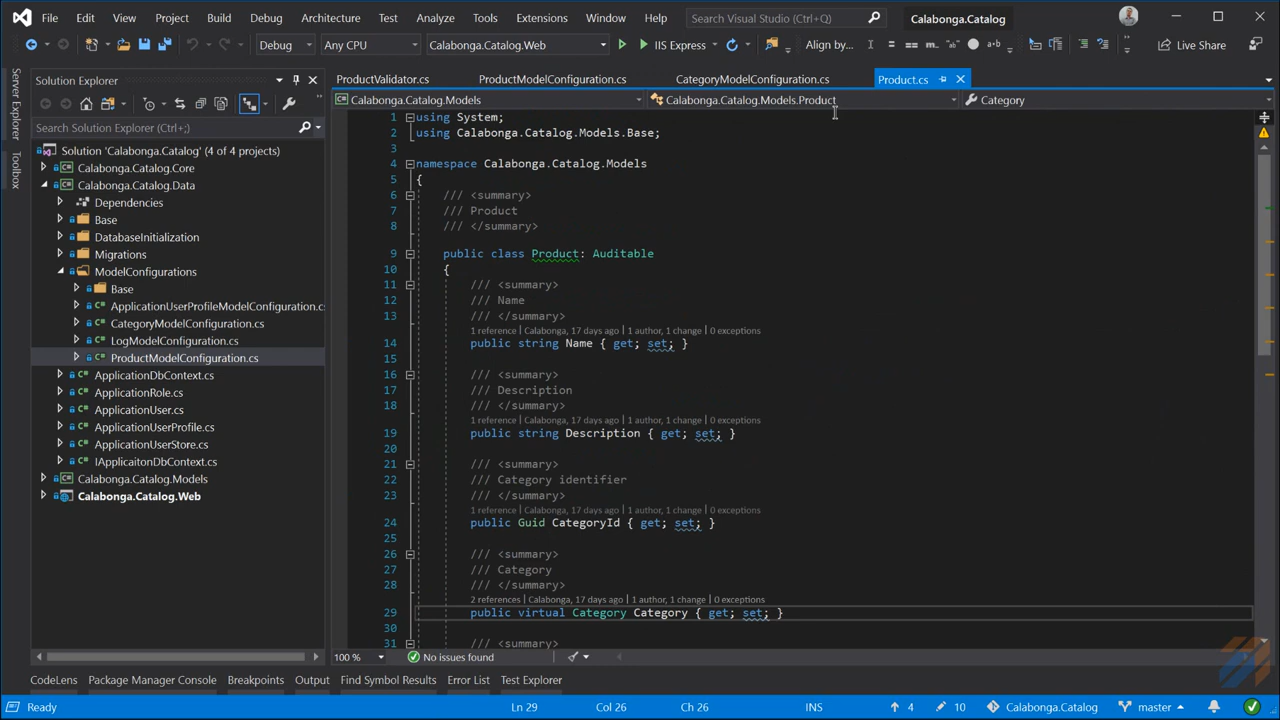 File Edit View Project Build Debug Architecture Test Analyze Tools Extensions Window Help Search Visual Studio (Ctrl+Q) Calabonga.Catalog
Debug Any CPU Calabonga.Catalog.Web IIS Express Align by... Live Share
Server Explorer
Toolbox
Solution Explorer
Search Solution Explorer (Ctrl+;)
Solution 'Calabonga.Catalog' (4 of 4 projects)
Calabonga.Catalog.Core
Calabonga.Catalog.Data
Dependencies
Base
DatabaseInitialization
Migrations
ModelConfigurations
Base
ApplicationUserProfileModelConfiguration.cs
CategoryModelConfiguration.cs
LogModelConfiguration.cs
ProductModelConfiguration.cs
ApplicationDbContext.cs
ApplicationRole.cs
ApplicationUser.cs
ApplicationUserProfile.cs
ApplicationUserStore.cs
IApplicaitonDbContext.cs
Calabonga.Catalog.Models
Calabonga.Catalog.Web
ProductValidator.cs ProductModelConfiguration.cs CategoryModelConfiguration.cs Product.cs
Calabonga.Catalog.Models Calabonga.Catalog.Models.Product Category
1 using System;
2 using Calabonga.Catalog.Models.Base;
3
4 namespace Calabonga.Catalog.Models
5 {
6 /// <summary>
7 /// Product
8 /// </summary>
9 public class Product: Auditable
10 {
11 /// <summary>
12 /// Name
13 /// </summary>
1 reference | Calabonga, 17 days ago | 1 author, 1 change | 0 exceptions
14 public string Name { get; set; }
15
16 /// <summary>
17 /// Description
18 /// </summary>
1 reference | Calabonga, 17 days ago | 1 author, 1 change | 0 exceptions
19 public string Description { get; set; }
20
21 /// <summary>
22 /// Category identifier
23 /// </summary>
1 reference | Calabonga, 17 days ago | 1 author, 1 change | 0 exceptions
24 public Guid CategoryId { get; set; }
25
26 /// <summary>
27 /// Category
28 /// </summary>
2 references | Calabonga, 17 days ago | 1 author, 1 change | 0 exceptions
29 public virtual Category Category { get; set; }
30
31 /// <summary>
100 % No issues found
CodeLens Package Manager Console Breakpoints Output Find Symbol Results Error List Test Explorer
Ready Ln 29 Col 26 Ch 26 INS 4 10 Calabonga.Catalog master